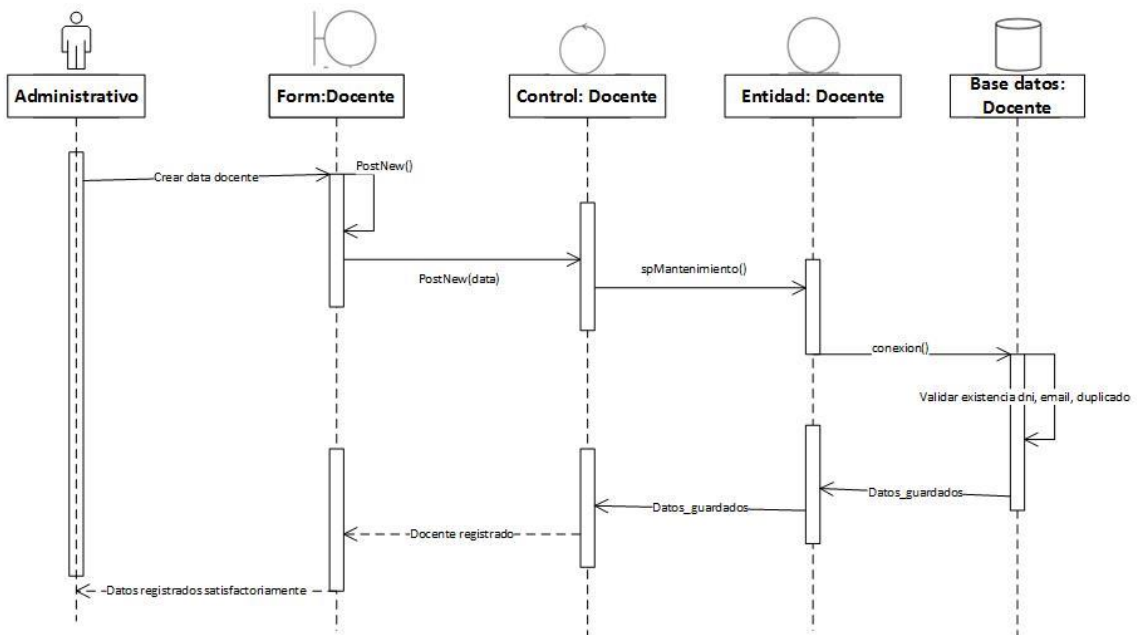 Administrativo
Form:Docente
Control: Docente
Entidad: Docente
Base datos:
Docente
PostNew()
Crear data docente
PostNew(data)
spMantenimiento()
conexion()
Validar existencia dni, email, duplicado
Datos_guardados
Datos_guardados
Docente registrado
Datos registrados satisfactoriamente